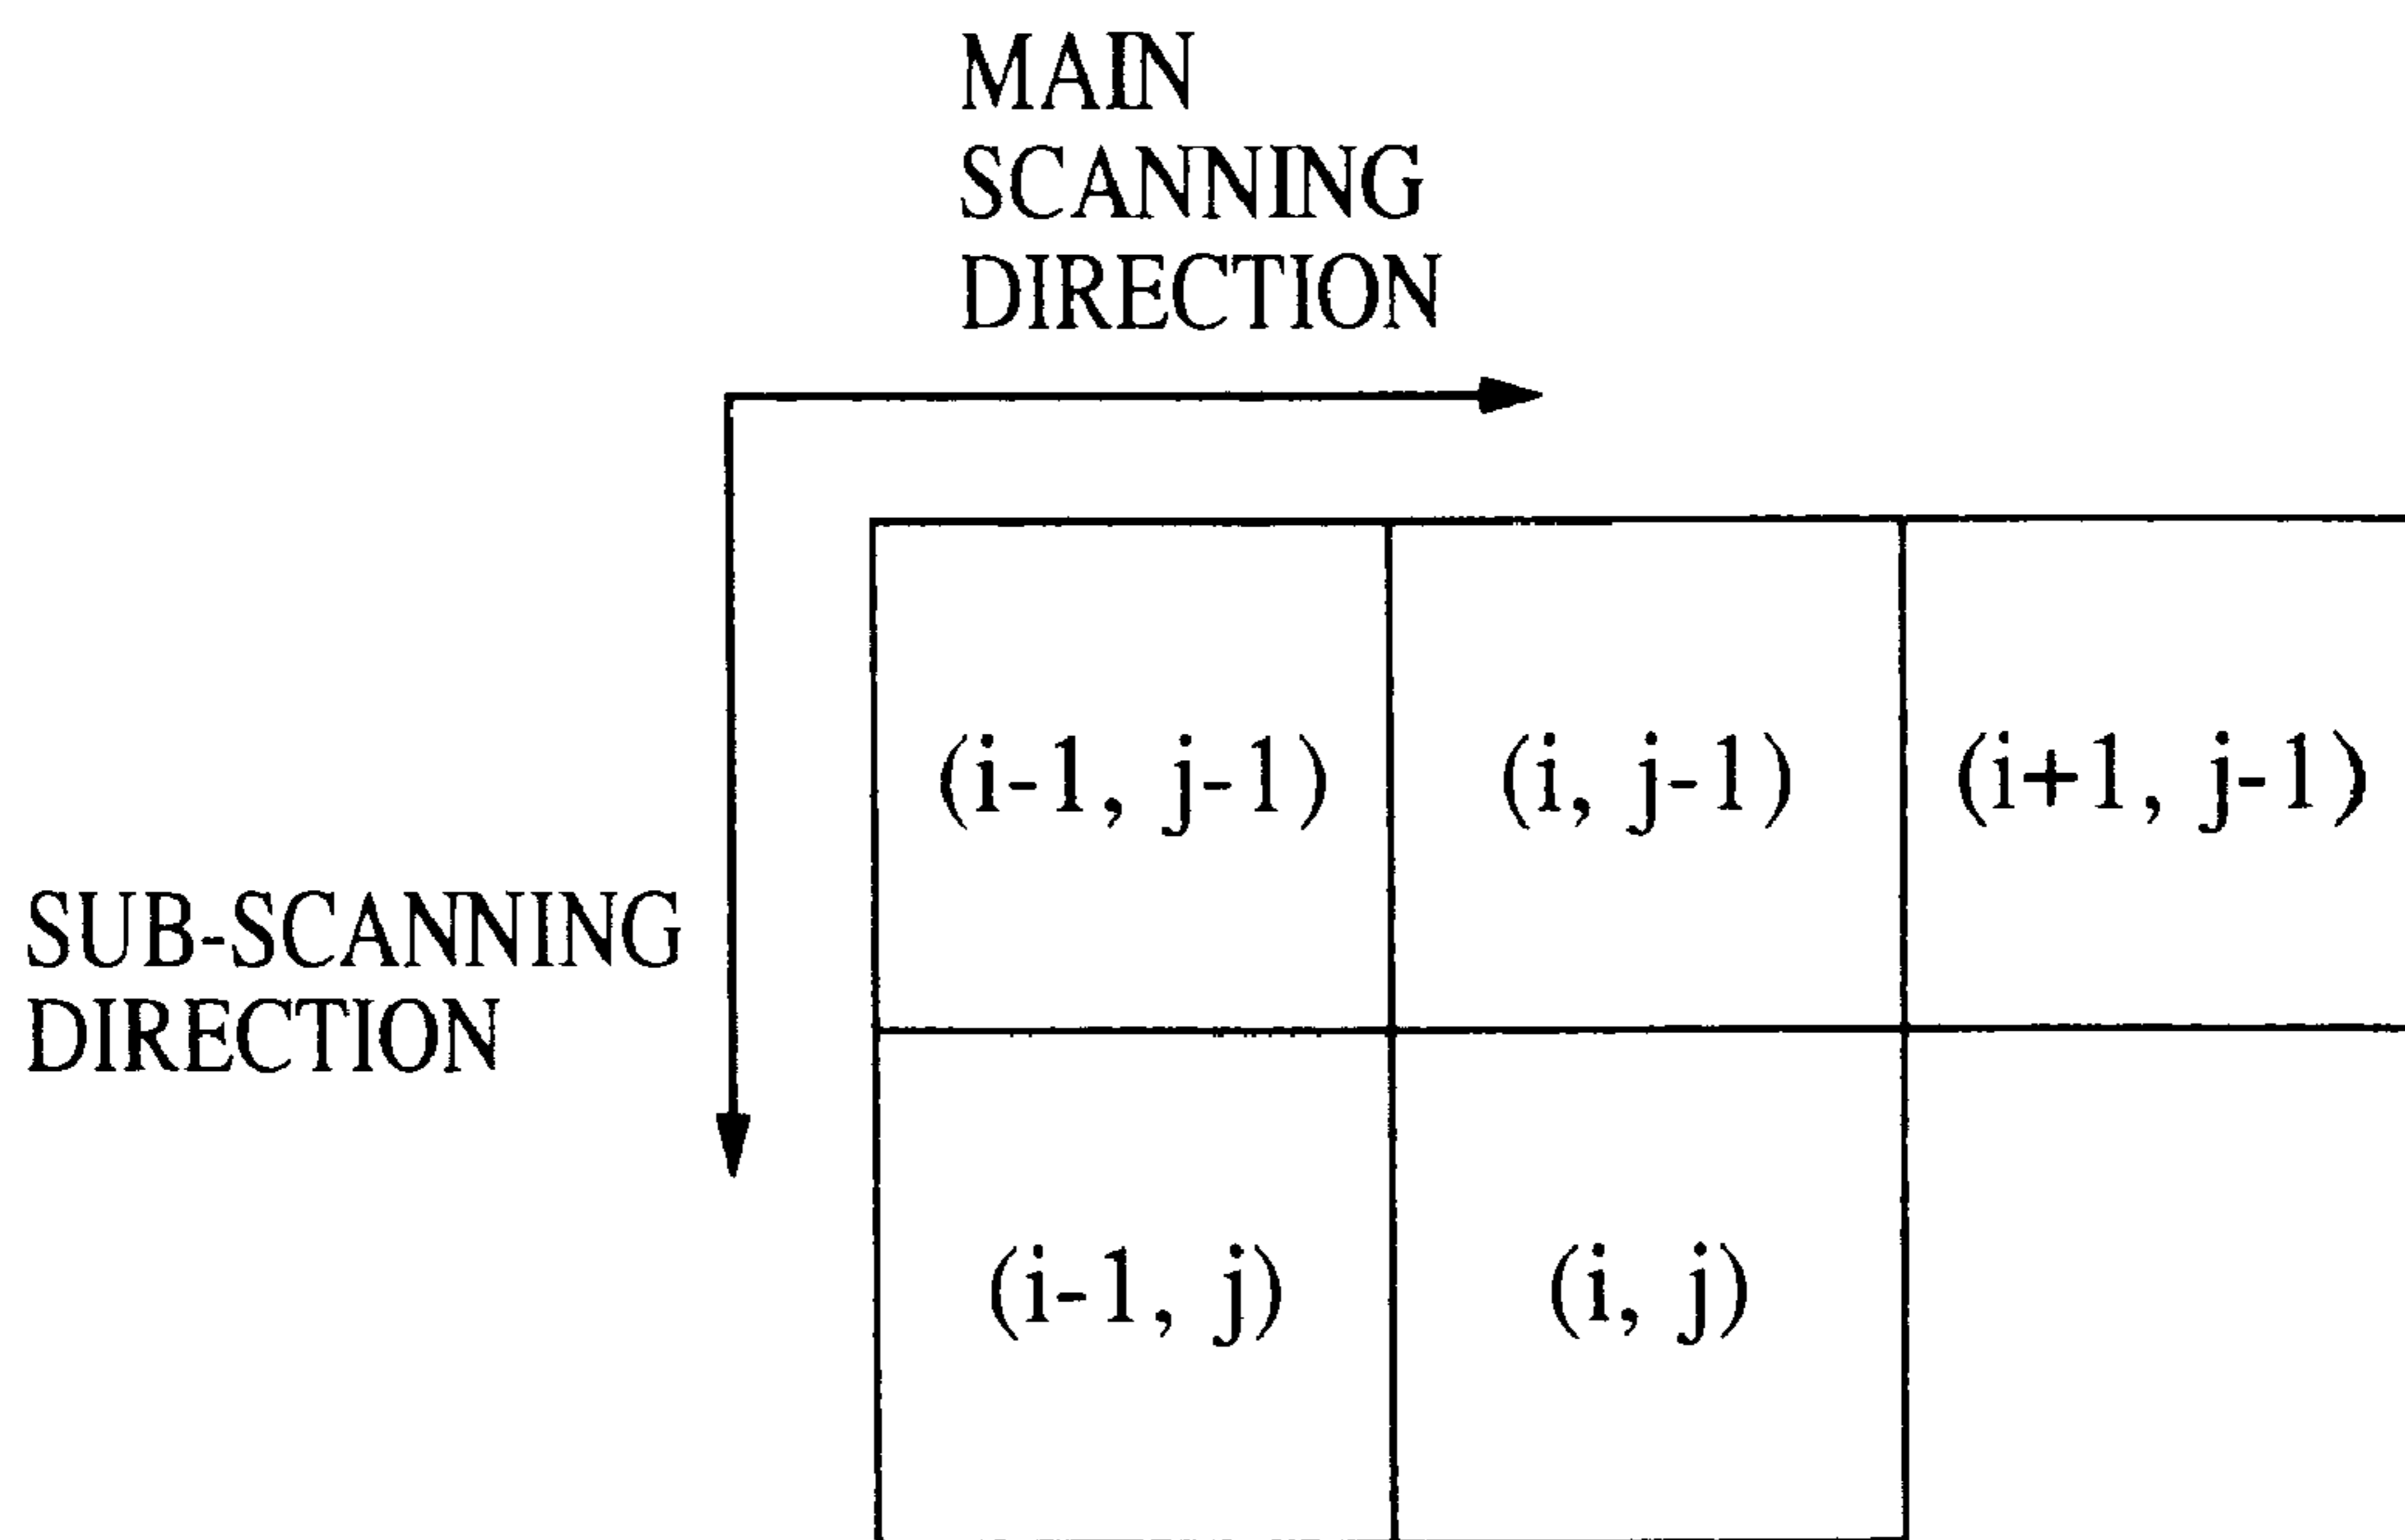 MAIN
SCANNING
DIRECTION
(i-1, j-1) (i, j-1) (i+1, j-1)
SUB-SCANNING
DIRECTION
(i-1, j) (i, j)